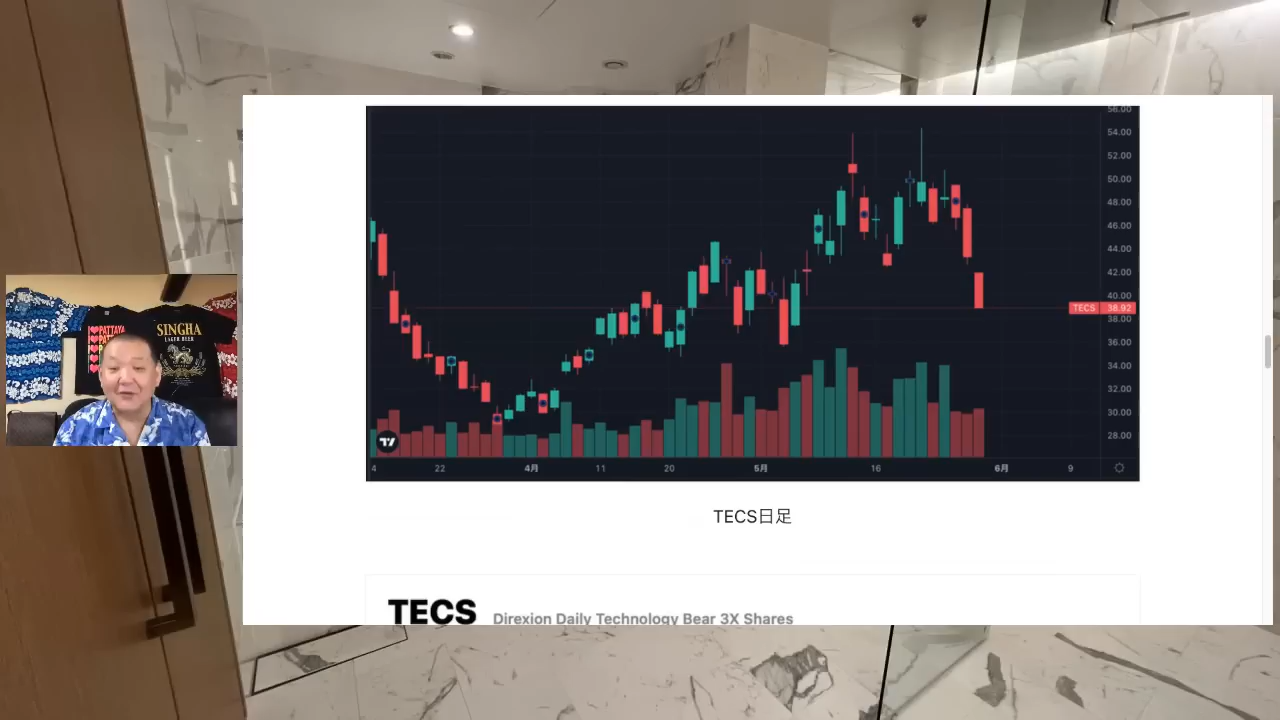 56.00
54.00
52.00
50.00
48.00
46.00
44.00
42.00
40.00
TECS 38.92
38.00
36.00
34.00
32.00
30.00
28.00
4 22 4月 11 20 5月 16 6月 9
TECS日足
TECS Direxion Daily Technology Bear 3X Shares
PATTAYA
SINGHA
LAGER BEER